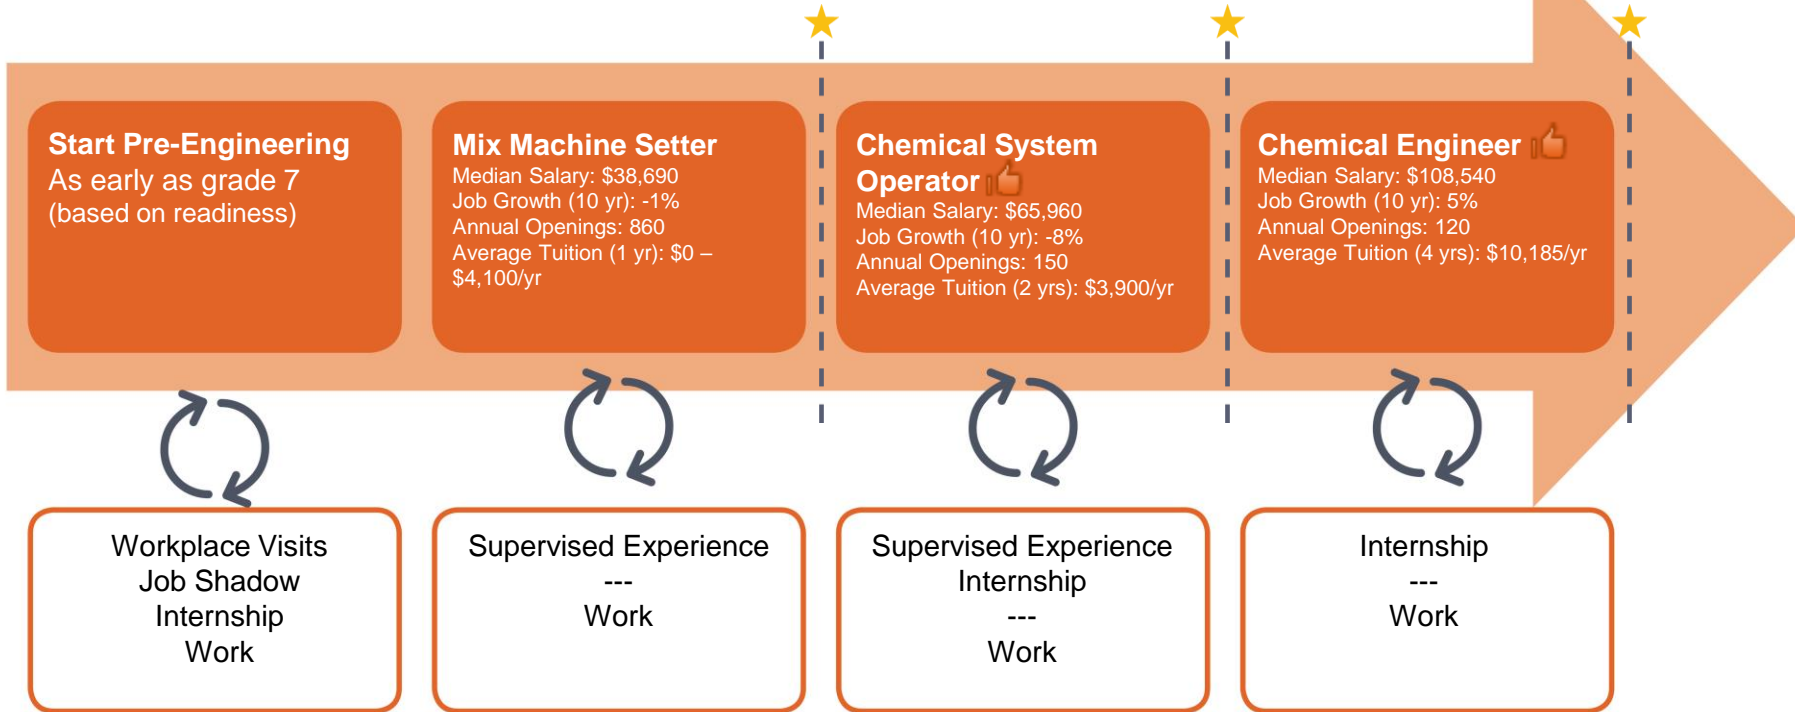 Start Pre-Engineering
As early as grade 7
(based on readiness)
Mix Machine Setter
Median Salary: $38,690
Job Growth (10 yr): -1%
Annual Openings: 860
Average Tuition (1 yr): $0 –
$4,100/yr
Chemical System
Operator
Median Salary: $65,960
Job Growth (10 yr): -8%
Annual Openings: 150
Average Tuition (2 yrs): $3,900/yr
Chemical Engineer
Median Salary: $108,540
Job Growth (10 yr): 5%
Annual Openings: 120
Average Tuition (4 yrs): $10,185/yr
Workplace Visits
Job Shadow
Internship
Work
Supervised Experience
---
Work
Supervised Experience
Internship
---
Work
Internship
---
Work